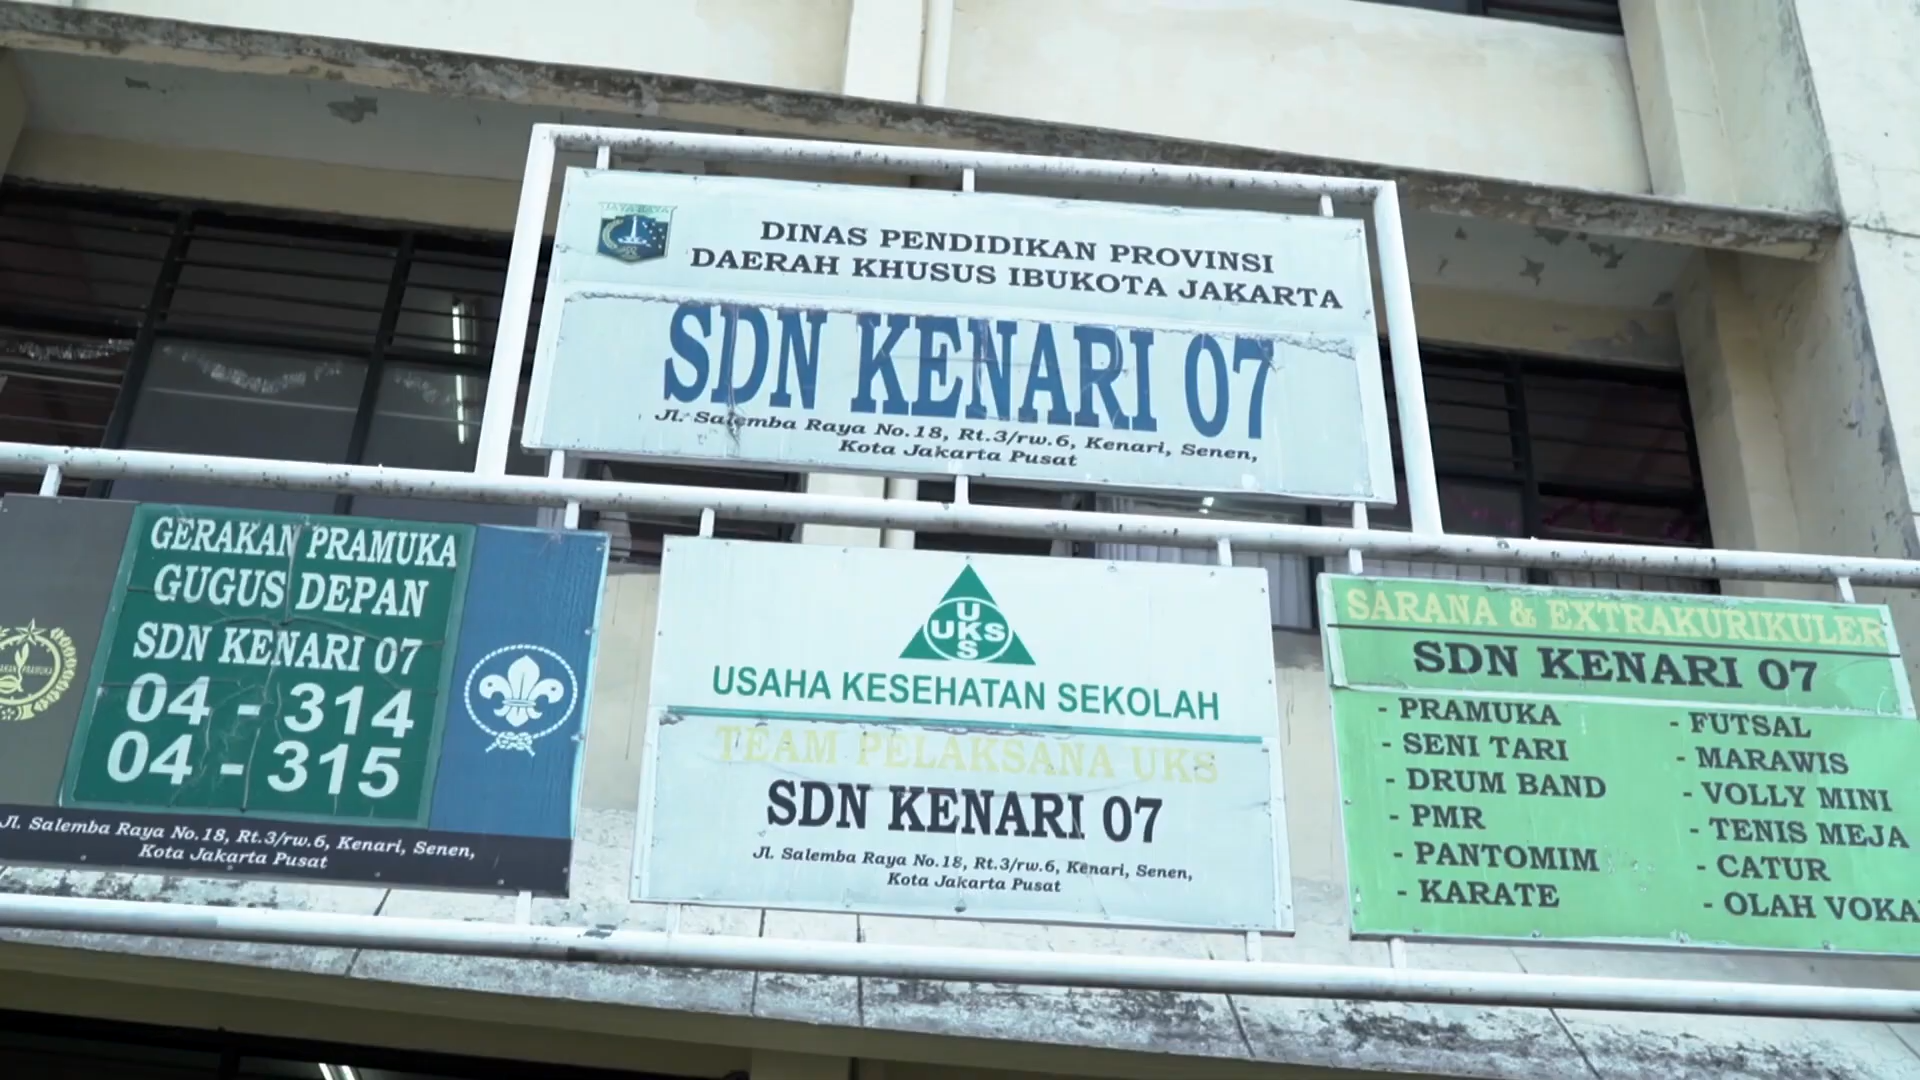 JAYA RAYA
DINAS PENDIDIKAN PROVINSI
DAERAH KHUSUS IBUKOTA JAKARTA
SDN KENARI 07
Jl. Salemba Raya No.18, Rt.3/rw.6, Kenari, Senen,
Kota Jakarta Pusat
GERAKAN PRAMUKA
GUGUS DEPAN
SDN KENARI 07
04 - 314
04 - 315
Jl. Salemba Raya No.18, Rt.3/rw.6, Kenari, Senen,
Kota Jakarta Pusat
U
UKS
S
USAHA KESEHATAN SEKOLAH
TEAM PELAKSANA UKS
SDN KENARI 07
Jl. Salemba Raya No.18, Rt.3/rw.6, Kenari, Senen,
Kota Jakarta Pusat
SARANA & EXTRAKURIKULER
SDN KENARI 07
- PRAMUKA
- SENI TARI
- DRUM BAND
- PMR
- PANTOMIM
- KARATE
- FUTSAL
- MARAWIS
- VOLLY MINI
- TENIS MEJA
- CATUR
- OLAH VOKA